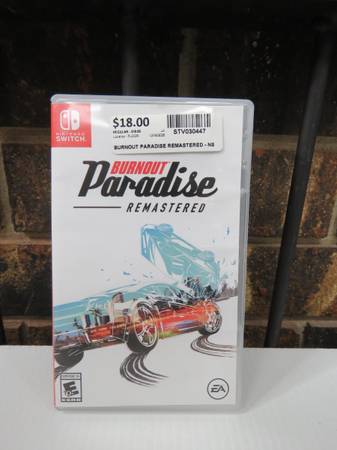 $18.00
STV030447
BURNOUT PARADISE REMASTERED - NS
NINTENDO
SWITCH
BURNOUT
Paradise
REMASTERED
E
EA